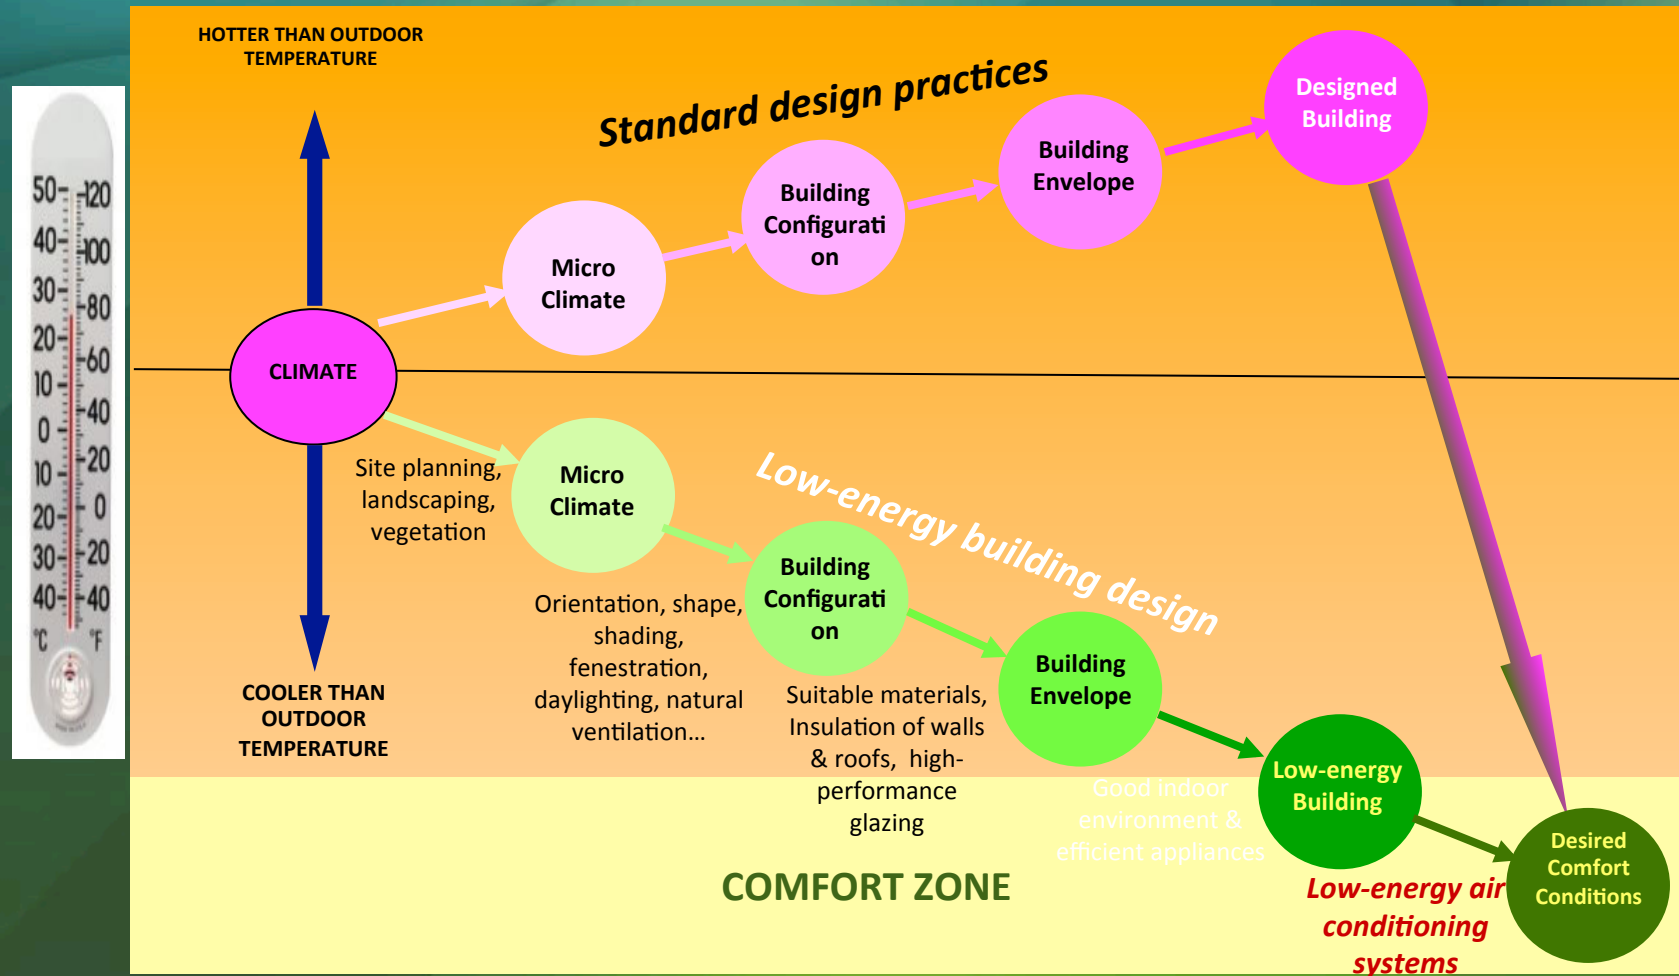 HOTTER THAN OUTDOOR
TEMPERATURE
Standard design practices
Designed
Building
Building
Envelope
Building
Configurati
on
Micro
Climate
CLIMATE
50 120
40 100
30 80
20 60
10 40
0 20
10 0
20 20
30 40
40
°C °F
Site planning,
landscaping,
vegetation
Micro
Climate
Low-energy building design
Building
Configurati
on
Orientation, shape,
shading,
fenestration,
daylighting, natural
ventilation...
Building
Envelope
Suitable materials,
Insulation of walls
& roofs, high-
performance
glazing
COOLER THAN
OUTDOOR
TEMPERATURE
Low-energy
Building
Good indoor
environment &
efficient appliances
Desired
Comfort
Conditions
COMFORT ZONE
Low-energy air
conditioning
systems